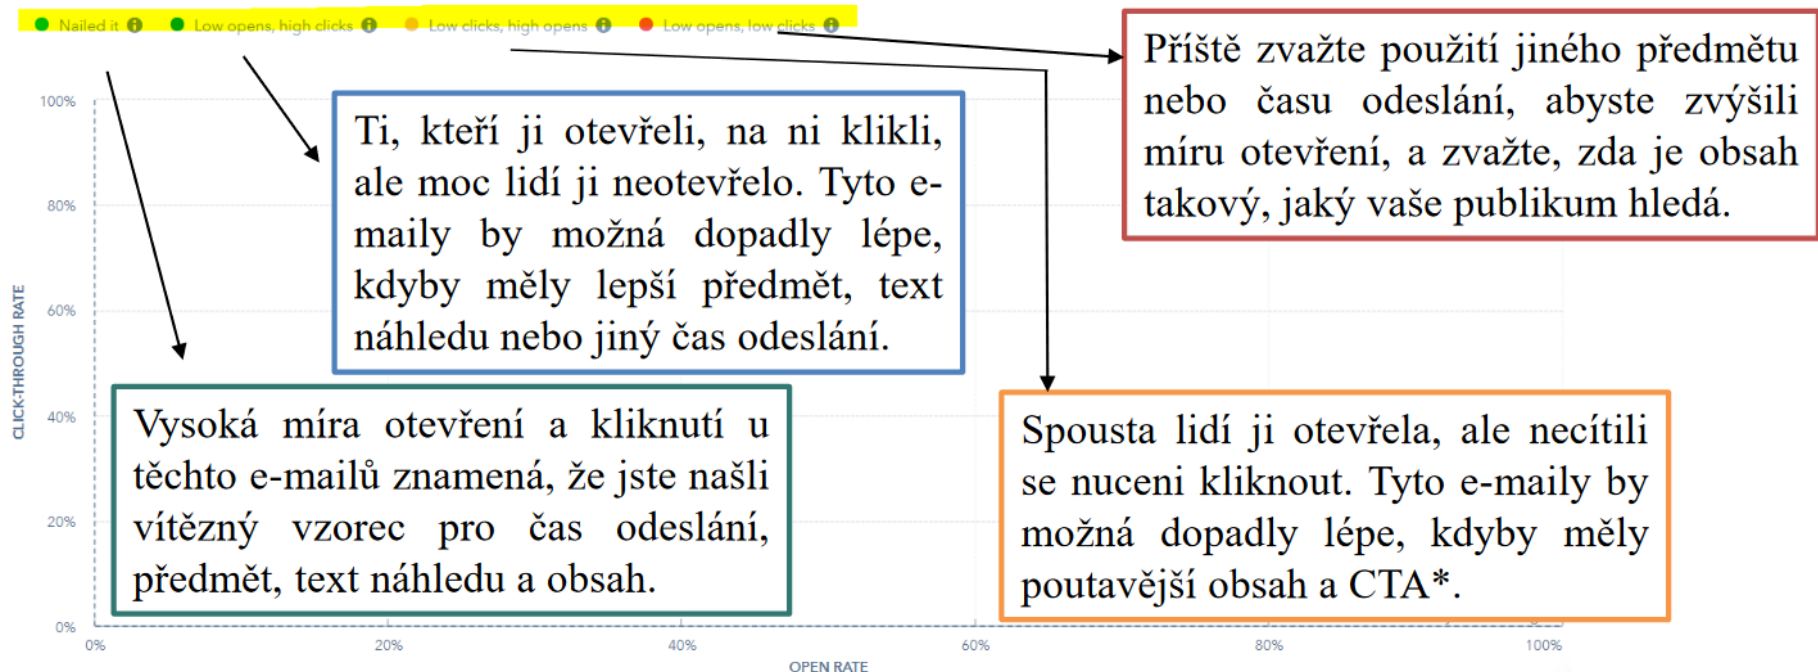 Nailed it Low opens, high clicks Low clicks, high opens Low opens, low clicks
Příště zvažte použití jiného předmětu
nebo času odeslání, abyste zvýšili
míru otevření, a zvažte, zda je obsah
takový, jaký vaše publikum hledá.
Ti, kteří ji otevřeli, na ni klikli,
ale moc lidí ji neotevřelo. Tyto e-
maily by možná dopadly lépe,
kdyby měly lepší předmět, text
náhledu nebo jiný čas odeslání.
Vysoká míra otevření a kliknutí u
těchto e-mailů znamená, že jste našli
vítězný vzorec pro čas odeslání,
předmět, text náhledu a obsah.
Spousta lidí ji otevřela, ale necítili
se nuceni kliknout. Tyto e-maily by
možná dopadly lépe, kdyby měly
poutavější obsah a CTA*.
CLICK-THROUGH RATE
100%
80%
60%
40%
20%
0%
0% 20% 40% 60% 80% 100%
OPEN RATE